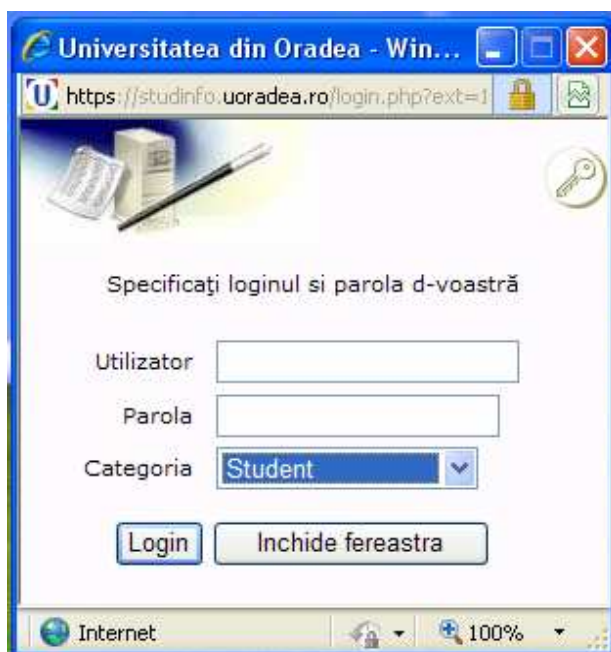 Universitatea din Oradea - Win...
https://studinfo.uoradea.ro/login.php?ext=1
Specificaţi loginul si parola d-voastră
Utilizator
Parola
Categoria Student
Login Inchide fereastra
Internet 100%